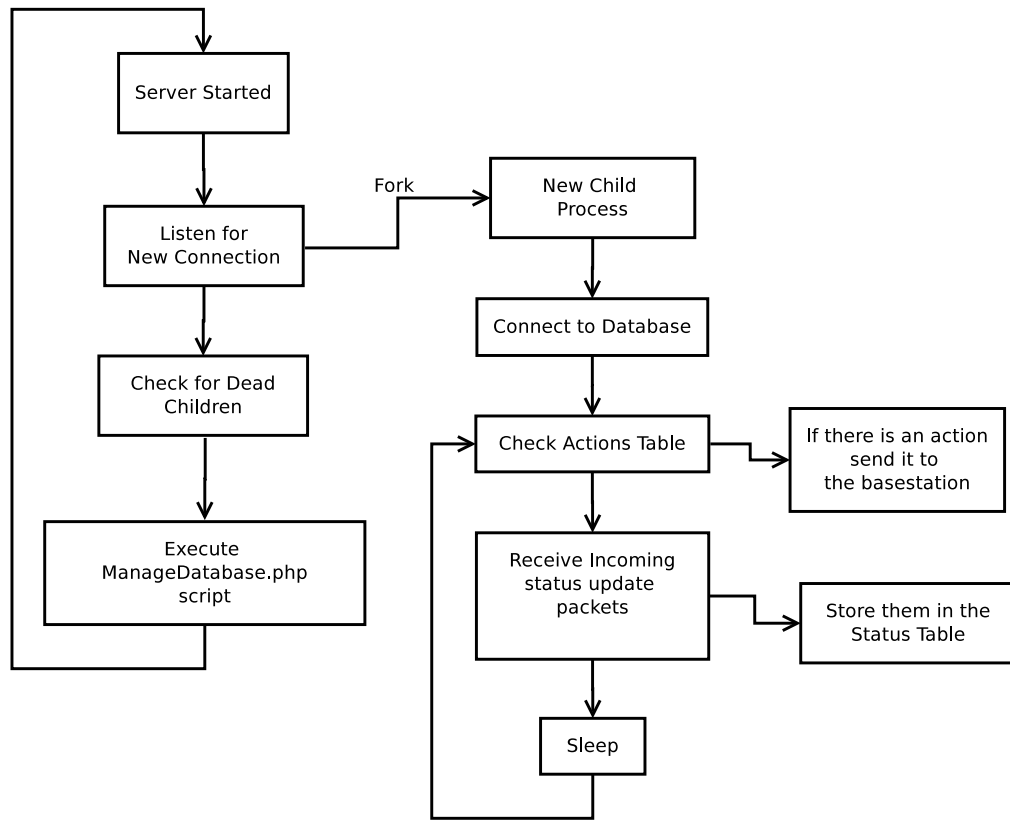 Server Started
Fork
New Child
Process
Listen for
New Connection
Connect to Database
Check for Dead
Children
Check Actions Table
If there is an action
send it to
the basestation
Execute
ManageDatabase.php
script
Receive Incoming
status update
packets
Store them in the
Status Table
Sleep